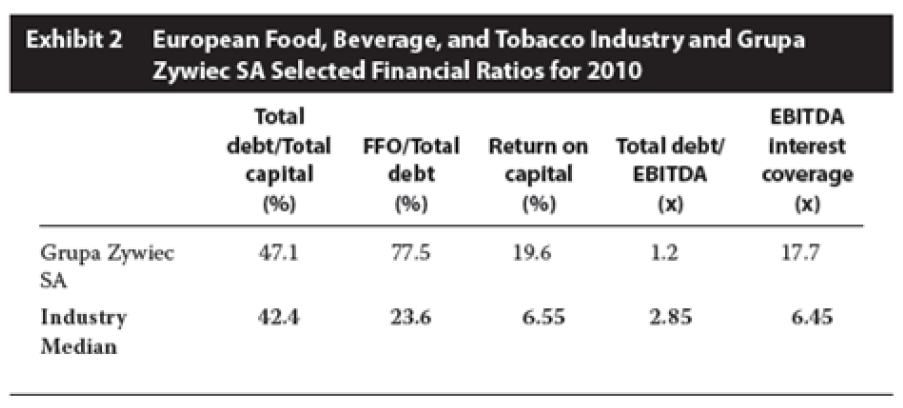 Exhibit 2 European Food, Beverage, and Tobacco Industry and Grupa
Zywiec SA Selected Financial Ratios for 2010
Total debt/Total capital (%) FFO/Total debt (%) Return on capital (%) Total debt/ EBITDA (x) EBITDA interest coverage (x)
Grupa Zywiec SA 47.1 77.5 19.6 1.2 17.7
Industry Median 42.4 23.6 6.55 2.85 6.45